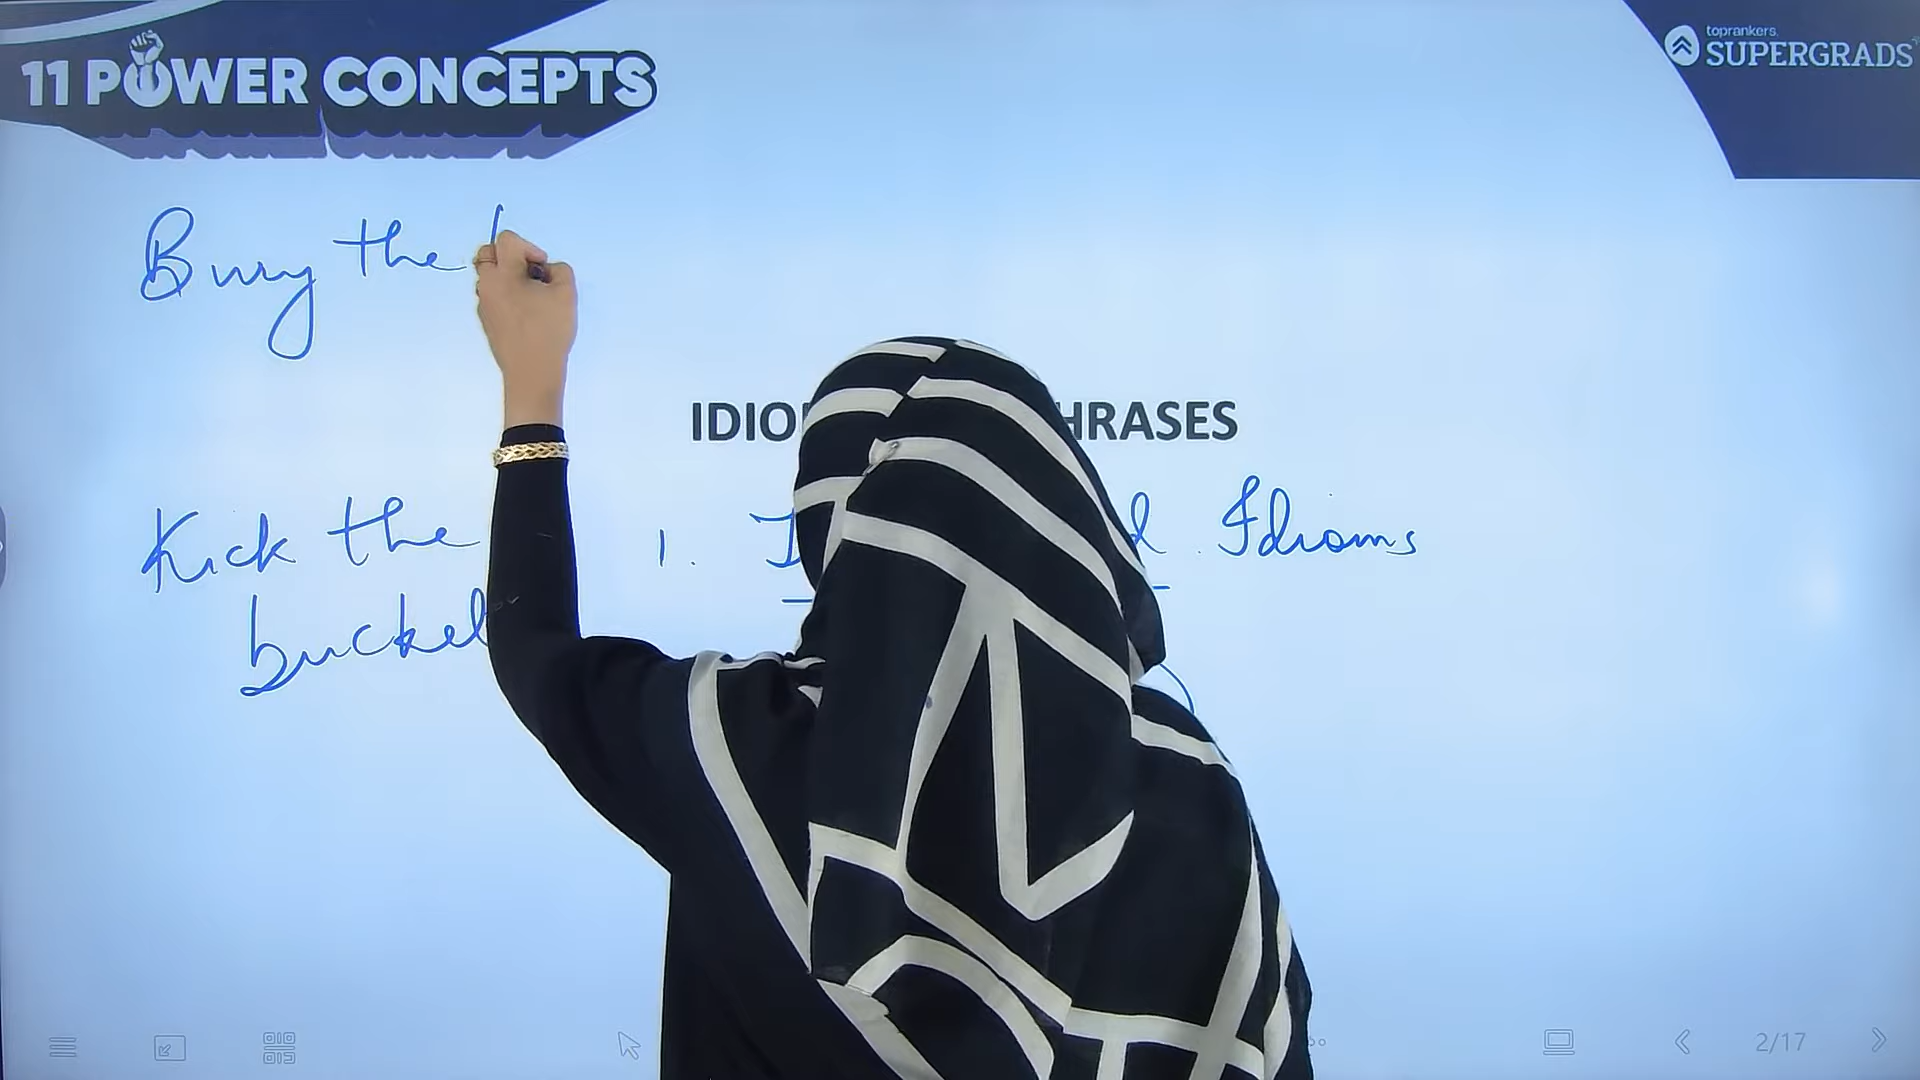 11 POWER CONCEPTS
toprankers
SUPERGRADS
Bury the
IDIO HRASES
Kick the
bucket
1. Idioms
2/17